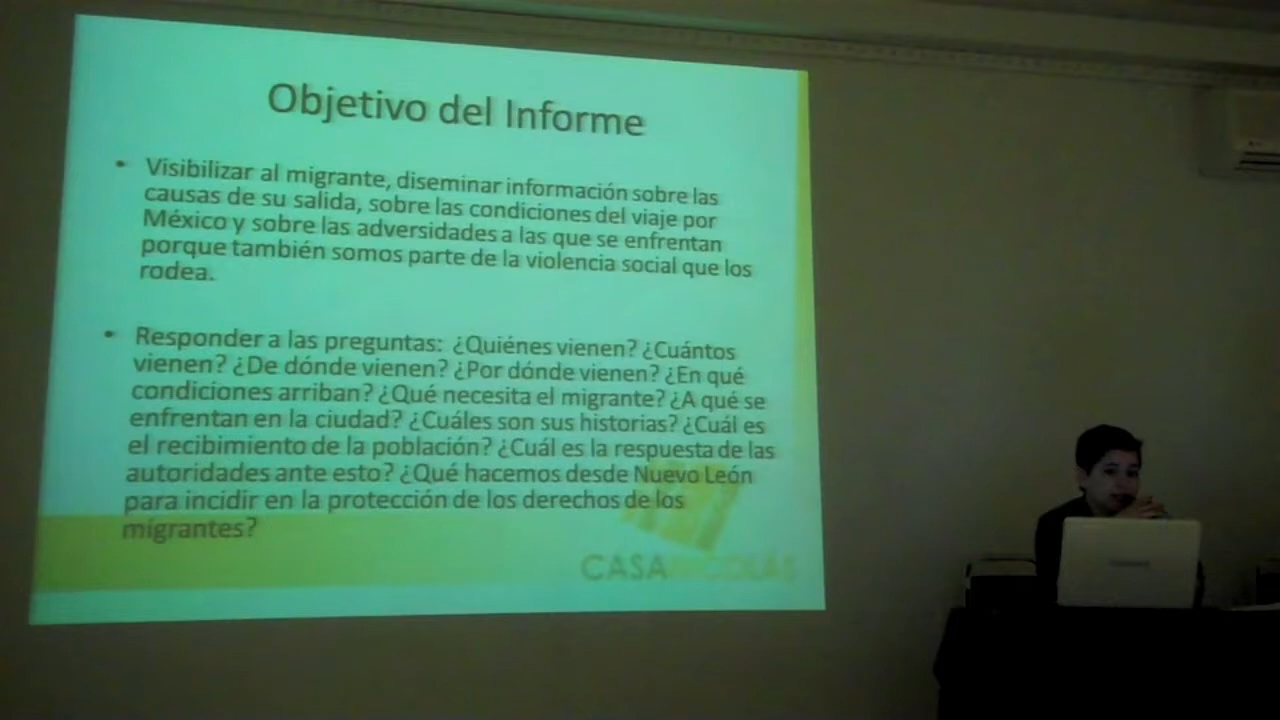 Objetivo del Informe
• Visibilizar al migrante, diseminar información sobre las
causas de su salida, sobre las condiciones del viaje por
México y sobre las adversidades a las que se enfrentan
porque también somos parte de la violencia social que los
rodea.
• Responder a las preguntas: ¿Quiénes vienen? ¿Cuántos
vienen? ¿De dónde vienen? ¿Por dónde vienen? ¿En qué
condiciones arriban? ¿Qué necesita el migrante? ¿A qué se
enfrentan en la ciudad? ¿Cuáles son sus historias? ¿Cuál es
el recibimiento de la población? ¿Cuál es la respuesta de las
autoridades ante esto? ¿Qué hacemos desde Nuevo León
para incidir en la protección de los derechos de los
migrantes?
CASANICOLÁS